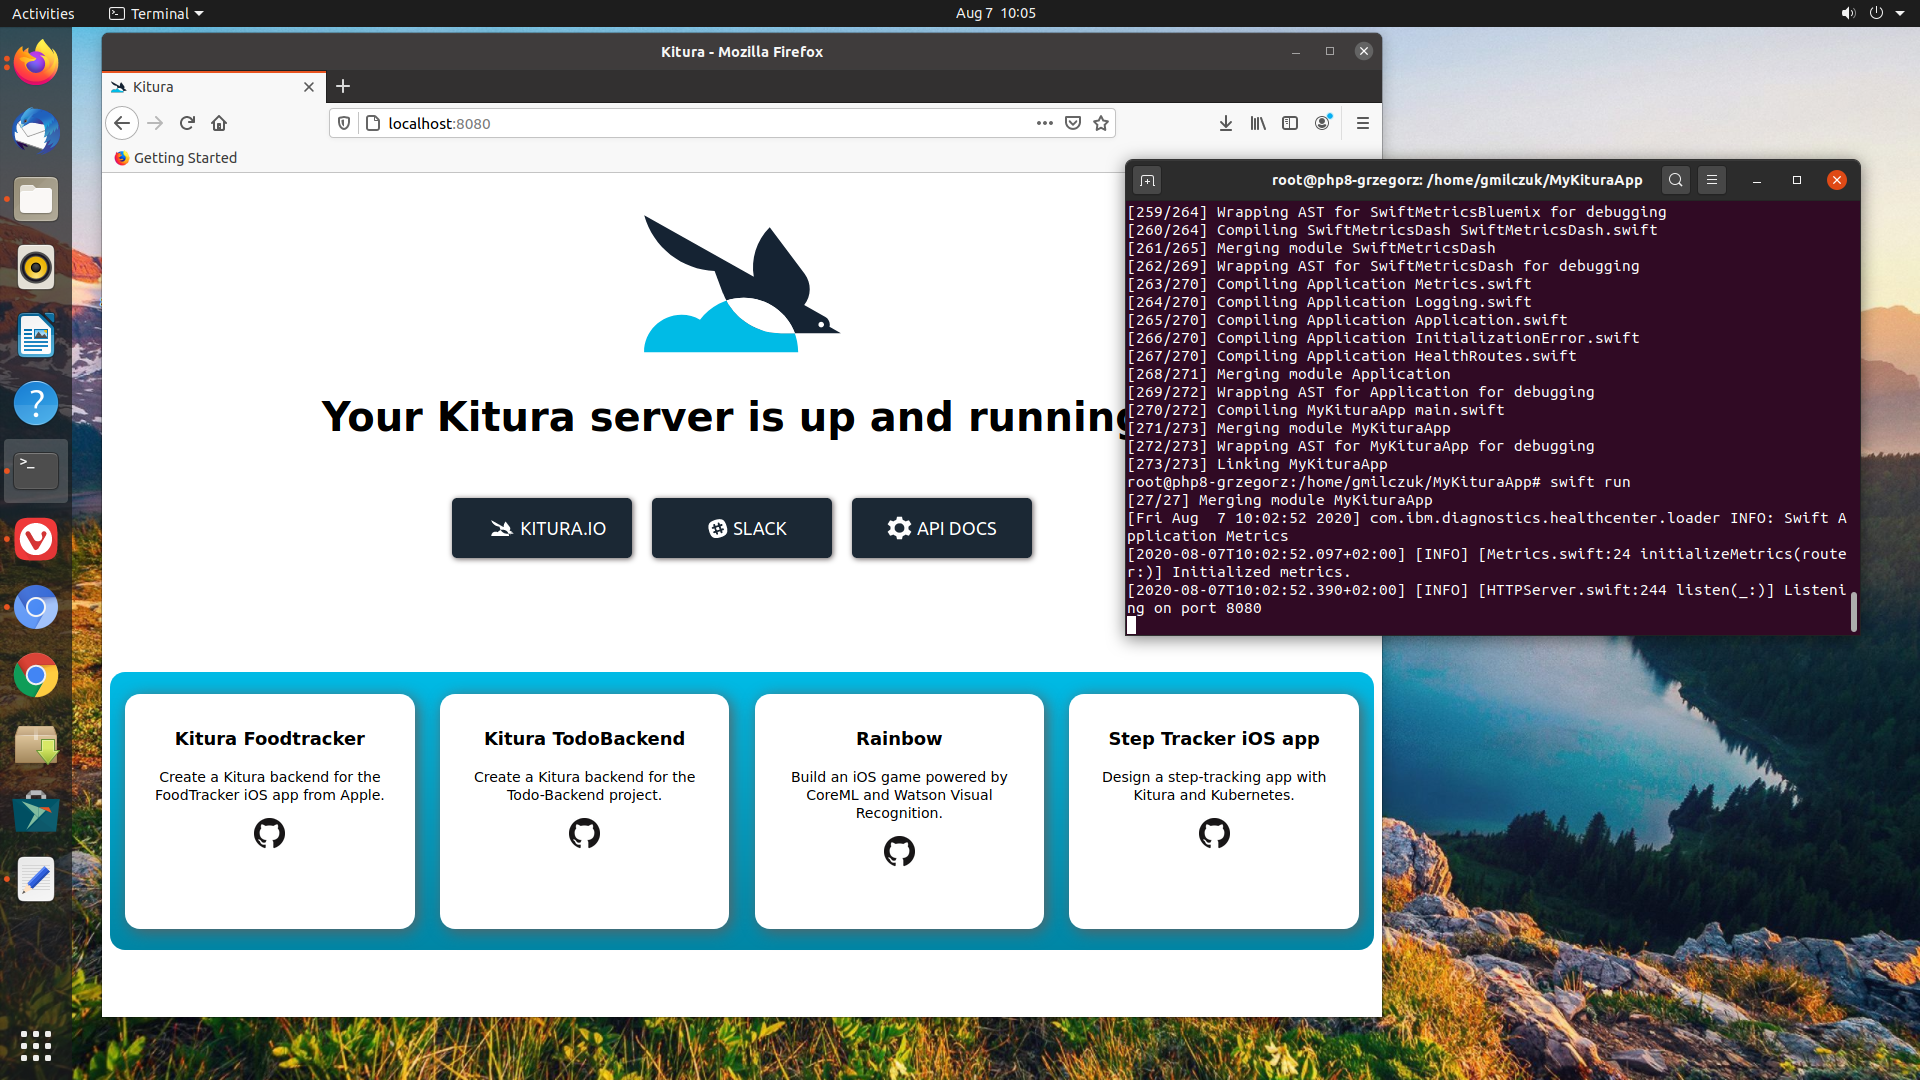 Activities
Terminal
Aug 7 10:05
Kitura - Mozilla Firefox
Kitura
localhost:8080
Getting Started
Your Kitura server is up and running
KITURA.IO
SLACK
API DOCS
Kitura Foodtracker
Create a Kitura backend for the
FoodTracker iOS app from Apple.
Kitura TodoBackend
Create a Kitura backend for the
Todo-Backend project.
Rainbow
Build an iOS game powered by
CoreML and Watson Visual
Recognition.
Step Tracker iOS app
Design a step-tracking app with
Kitura and Kubernetes.
root@php8-grzegorz: /home/gmilczuk/MyKituraApp
[259/264] Wrapping AST for SwiftMetricsBluemix for debugging
[260/264] Compiling SwiftMetricsDash SwiftMetricsDash.swift
[261/265] Merging module SwiftMetricsDash
[262/269] Wrapping AST for SwiftMetricsDash for debugging
[263/270] Compiling Application Metrics.swift
[264/270] Compiling Application Logging.swift
[265/270] Compiling Application Application.swift
[266/270] Compiling Application InitializationError.swift
[267/270] Compiling Application HealthRoutes.swift
[268/271] Merging module Application
[269/272] Wrapping AST for Application for debugging
[270/272] Compiling MyKituraApp main.swift
[271/273] Merging module MyKituraApp
[272/273] Wrapping AST for MyKituraApp for debugging
[273/273] Linking MyKituraApp
root@php8-grzegorz:/home/gmilczuk/MyKituraApp# swift run
[27/27] Merging module MyKituraApp
[Fri Aug  7 10:02:52 2020] com.ibm.diagnostics.healthcenter.loader INFO: Swift A
pplication Metrics
[2020-08-07T10:02:52.097+02:00] [INFO] [Metrics.swift:24 initializeMetrics(route
r:)] Initialized metrics.
[2020-08-07T10:02:52.390+02:00] [INFO] [HTTPServer.swift:244 listen(_:)] Listeni
ng on port 8080